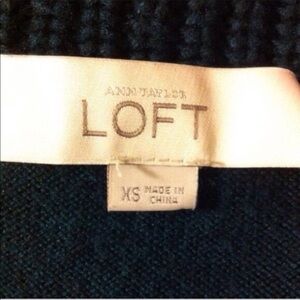 ANN TAYLOR
LOFT
XS MADE IN
CHINA